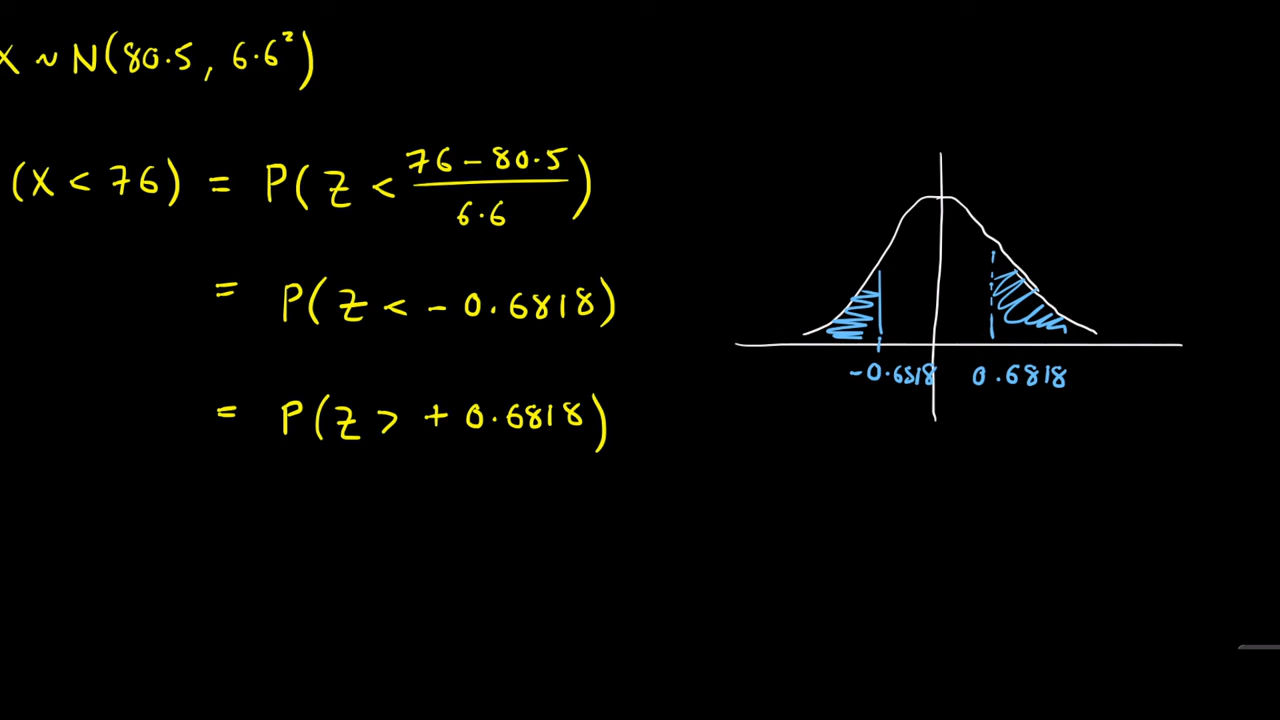 X ~ N(80.5, 6.6²)
(X < 76) = P(Z < (76 - 80.5)/6.6)
= P(Z < - 0.6818)
= P(Z > + 0.6818)
-0.6818 0.6818